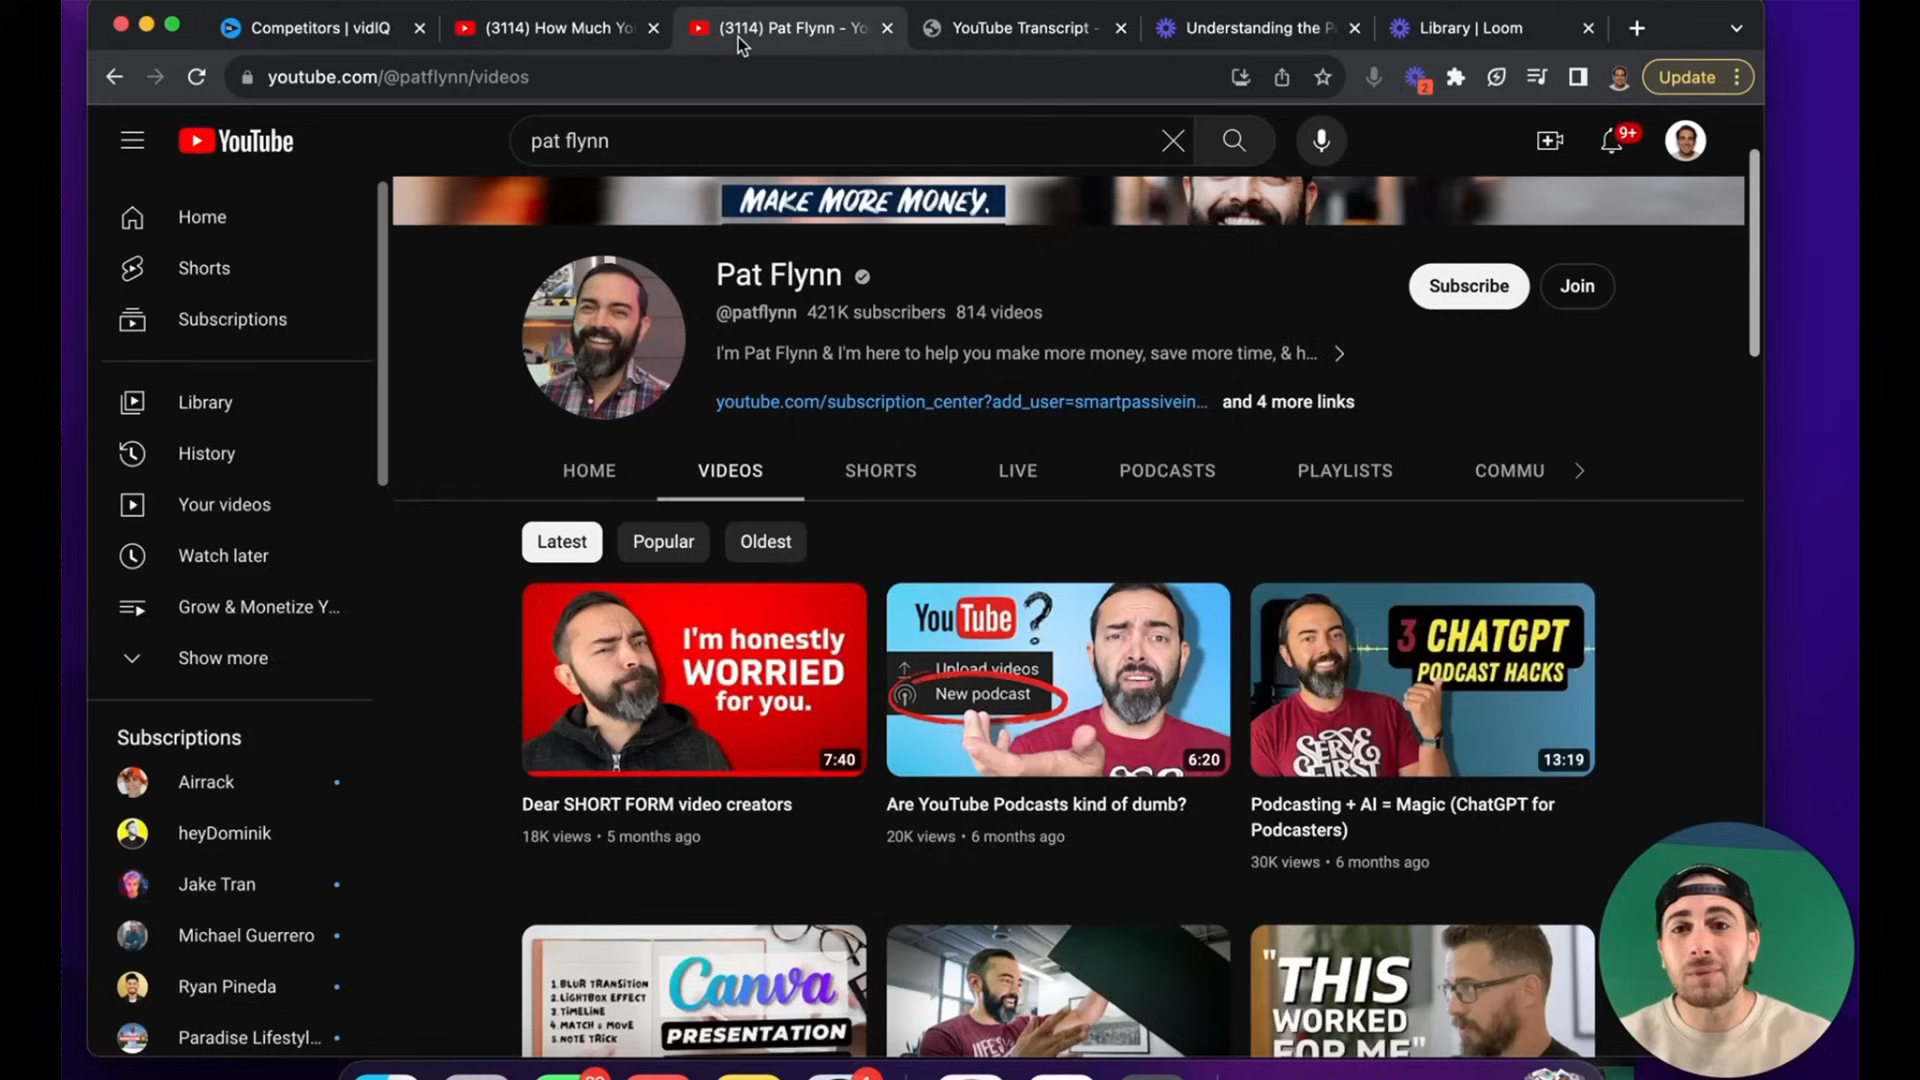 Competitors | vidIQ
(3114) How Much Yo
(3114) Pat Flynn - Yo
YouTube Transcript -
Understanding the P
Library | Loom
youtube.com/@patflynn/videos
2
Update
YouTube
pat flynn
9+
Home
Shorts
Subscriptions
Library
History
Your videos
Watch later
Grow & Monetize Y...
Show more
Subscriptions
Airrack
heyDominik
Jake Tran
Michael Guerrero
Ryan Pineda
Paradise Lifestyl...
MAKE MORE MONEY.
Pat Flynn
@patflynn 421K subscribers 814 videos
I'm Pat Flynn & I'm here to help you make more money, save more time, & h...
youtube.com/subscription_center?add_user=smartpassivein... and 4 more links
Subscribe
Join
HOME
VIDEOS
SHORTS
LIVE
PODCASTS
PLAYLISTS
COMMU
Latest
Popular
Oldest
I'm honestly
WORRIED
for you.
7:40
Dear SHORT FORM video creators
18K views • 5 months ago
YouTube ?
Upload videos
New podcast
6:20
Are YouTube Podcasts kind of dumb?
20K views • 6 months ago
3 CHATGPT
PODCAST HACKS
SERVE
FIRST
13:19
Podcasting + AI = Magic (ChatGPT for
Podcasters)
30K views • 6 months ago
1. BLUR TRANSITION
2. LIGHTBOX EFFECT
3. TIMELINE
4. MATCH & MOVE
5. NOTE TRICK
Canva
PRESENTATION
"THIS
WORKED
FOR ME"